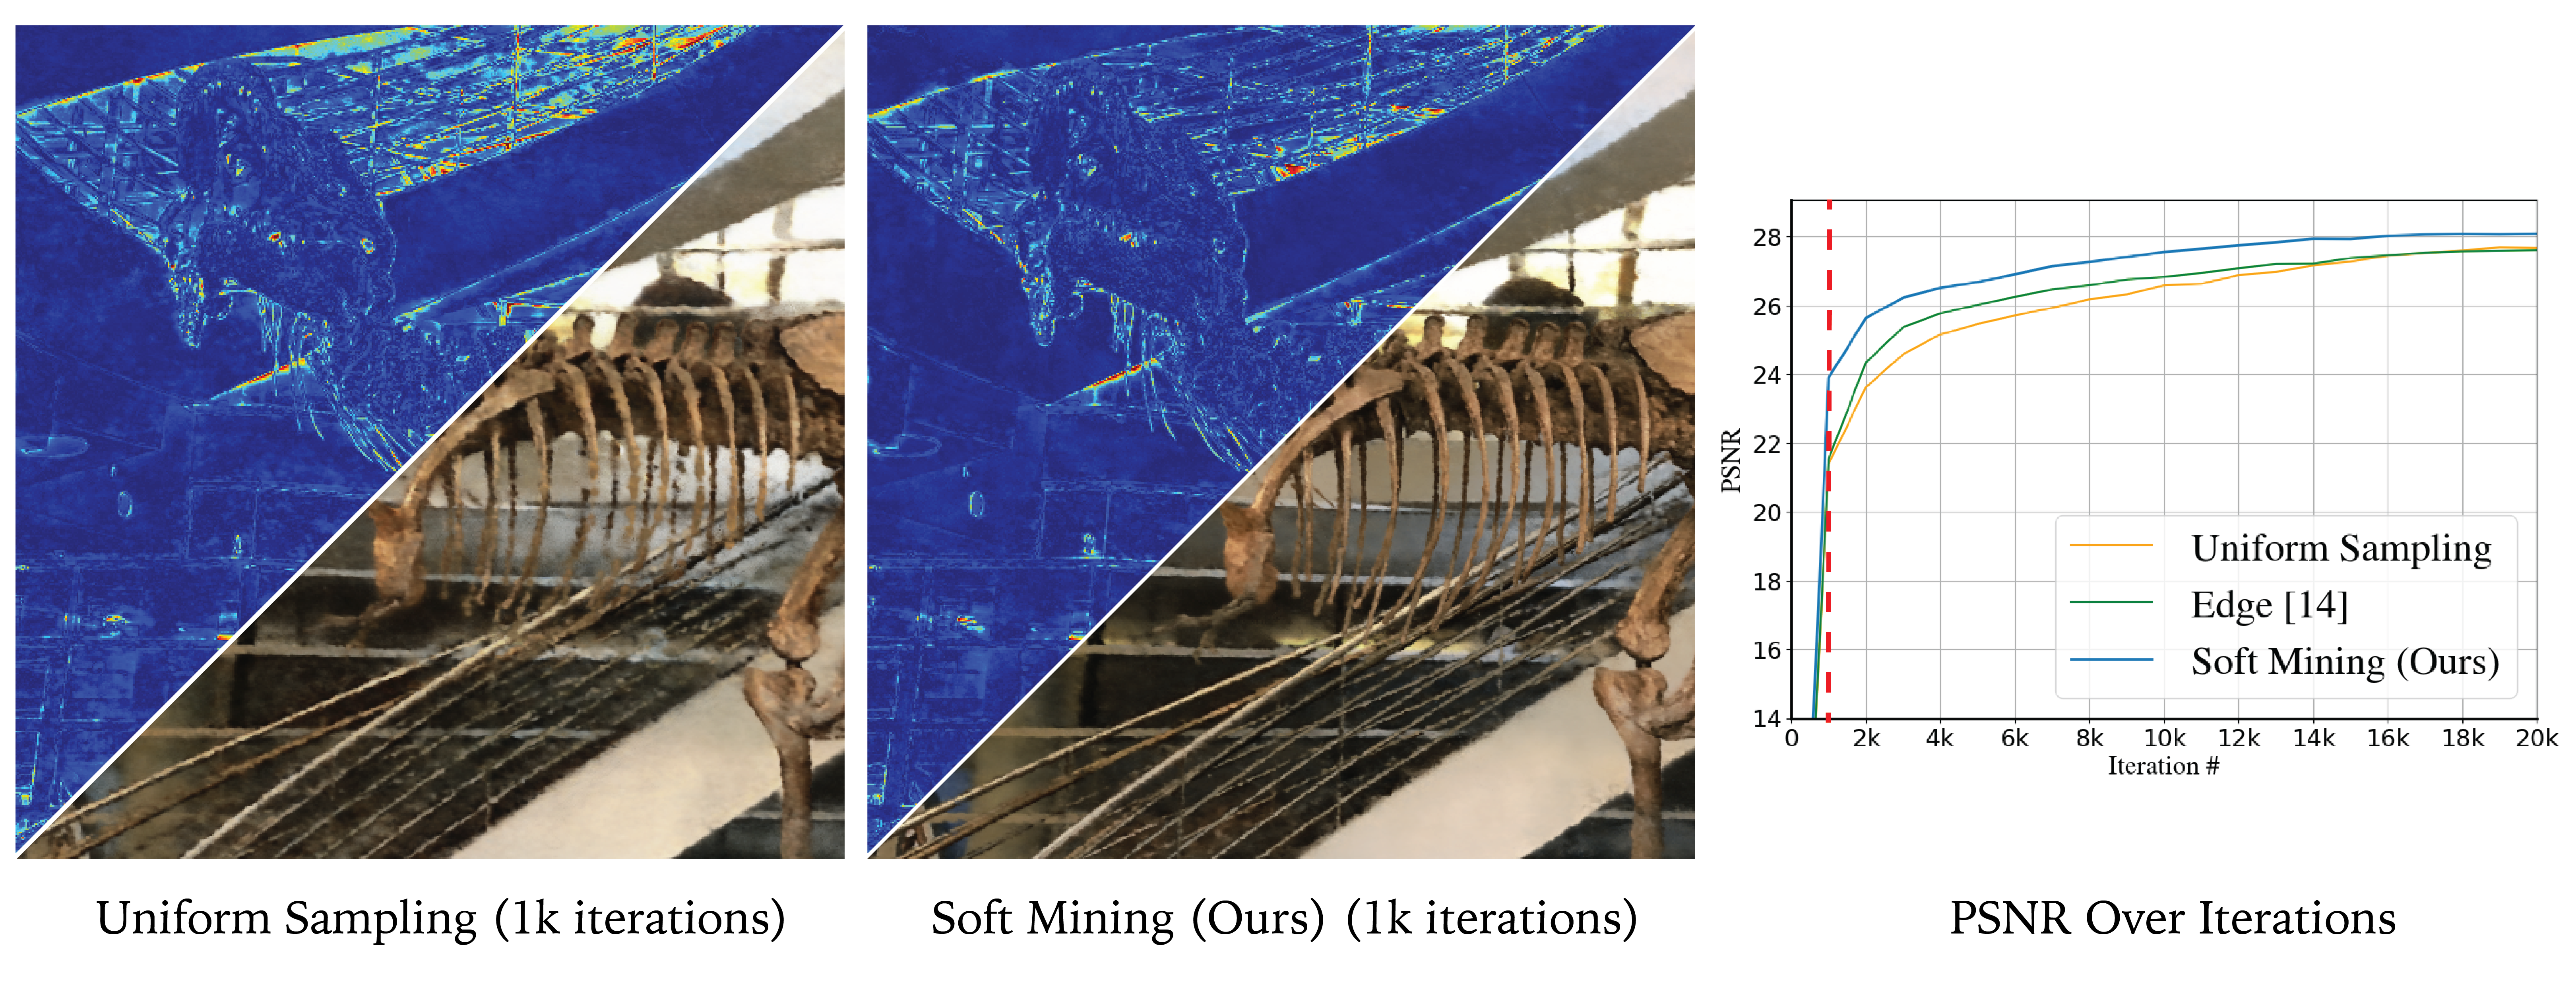 28
26
24
22
20
18
16
14
PSNR
Uniform Sampling
Edge [14]
Soft Mining (Ours)
0 2k 4k 6k 8k 10k 12k 14k 16k 18k 20k
Iteration #
Uniform Sampling (1k iterations)
Soft Mining (Ours) (1k iterations)
PSNR Over Iterations